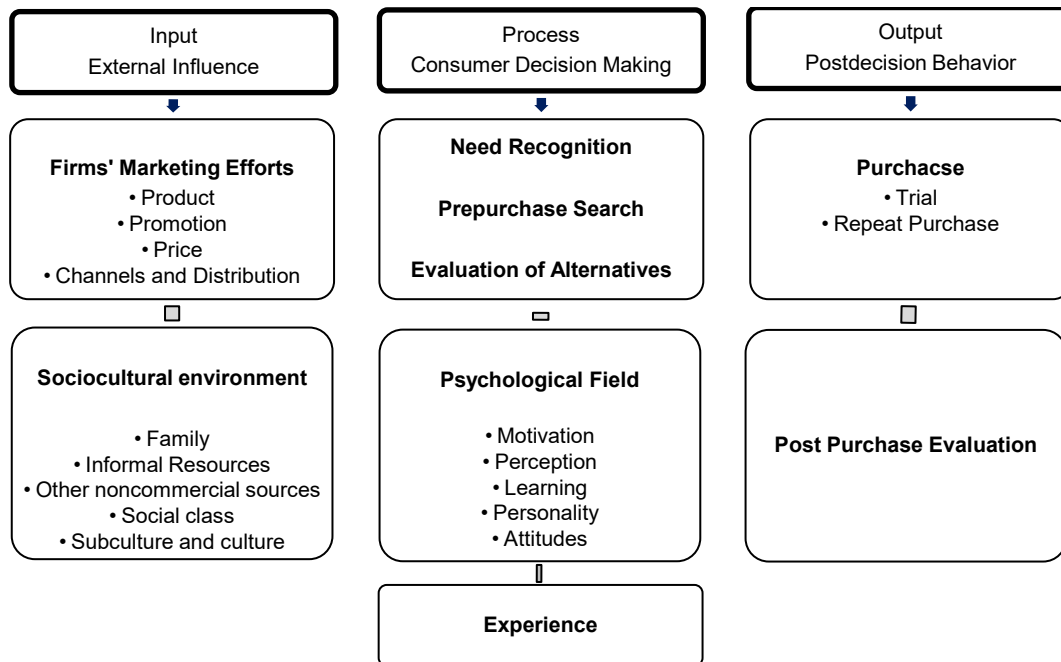 Input
External Influence
Firms' Marketing Efforts
• Product
• Promotion
• Price
• Channels and Distribution
Sociocultural environment
• Family
• Informal Resources
• Other noncommercial sources
• Social class
• Subculture and culture
Process
Consumer Decision Making
Need Recognition
Prepurchase Search
Evaluation of Alternatives
Psychological Field
• Motivation
• Perception
• Learning
• Personality
• Attitudes
Experience
Output
Postdecision Behavior
Purchacse
• Trial
• Repeat Purchase
Post Purchase Evaluation